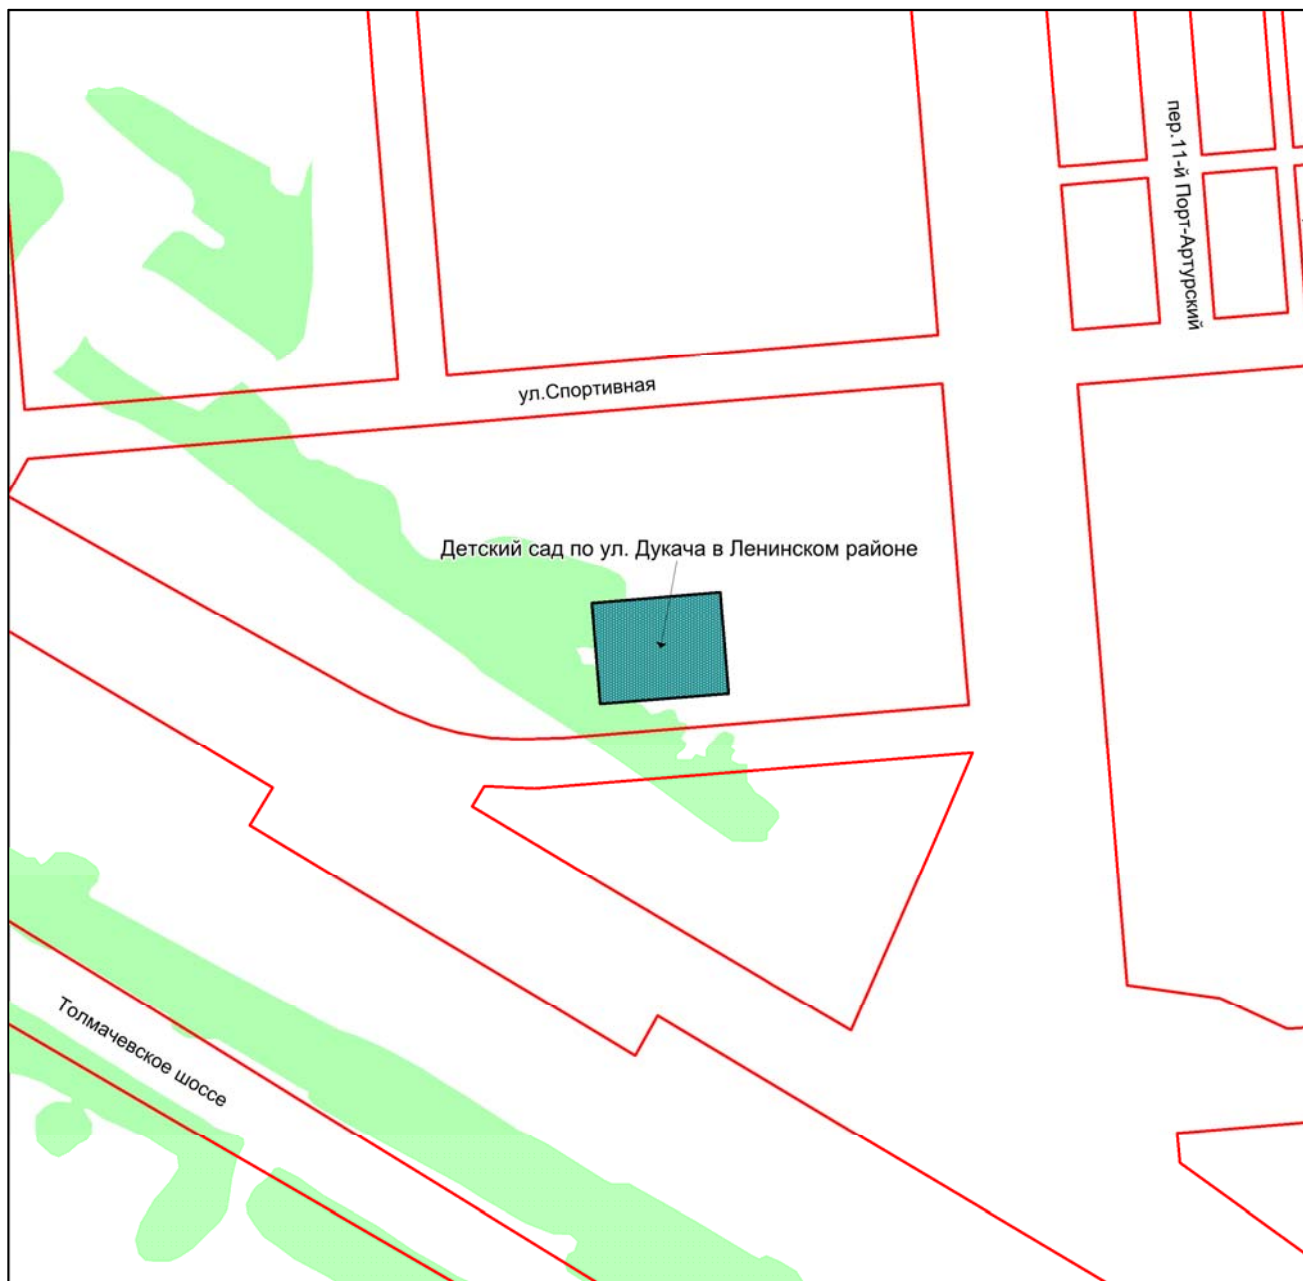 пер.11-й Порт-Артурский
ул.Спортивная
Детский сад по ул. Дукача в Ленинском районе
Толмачевское шоссе